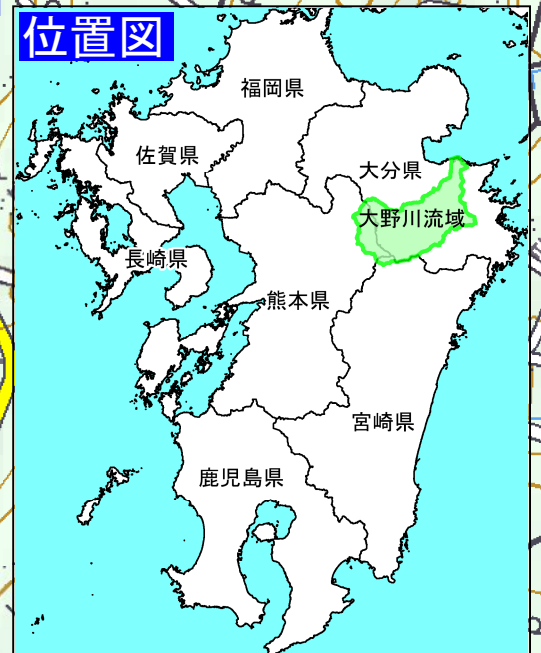 位置図
福岡県
佐賀県
大分県
大野川流域
長崎県
熊本県
宮崎県
鹿児島県